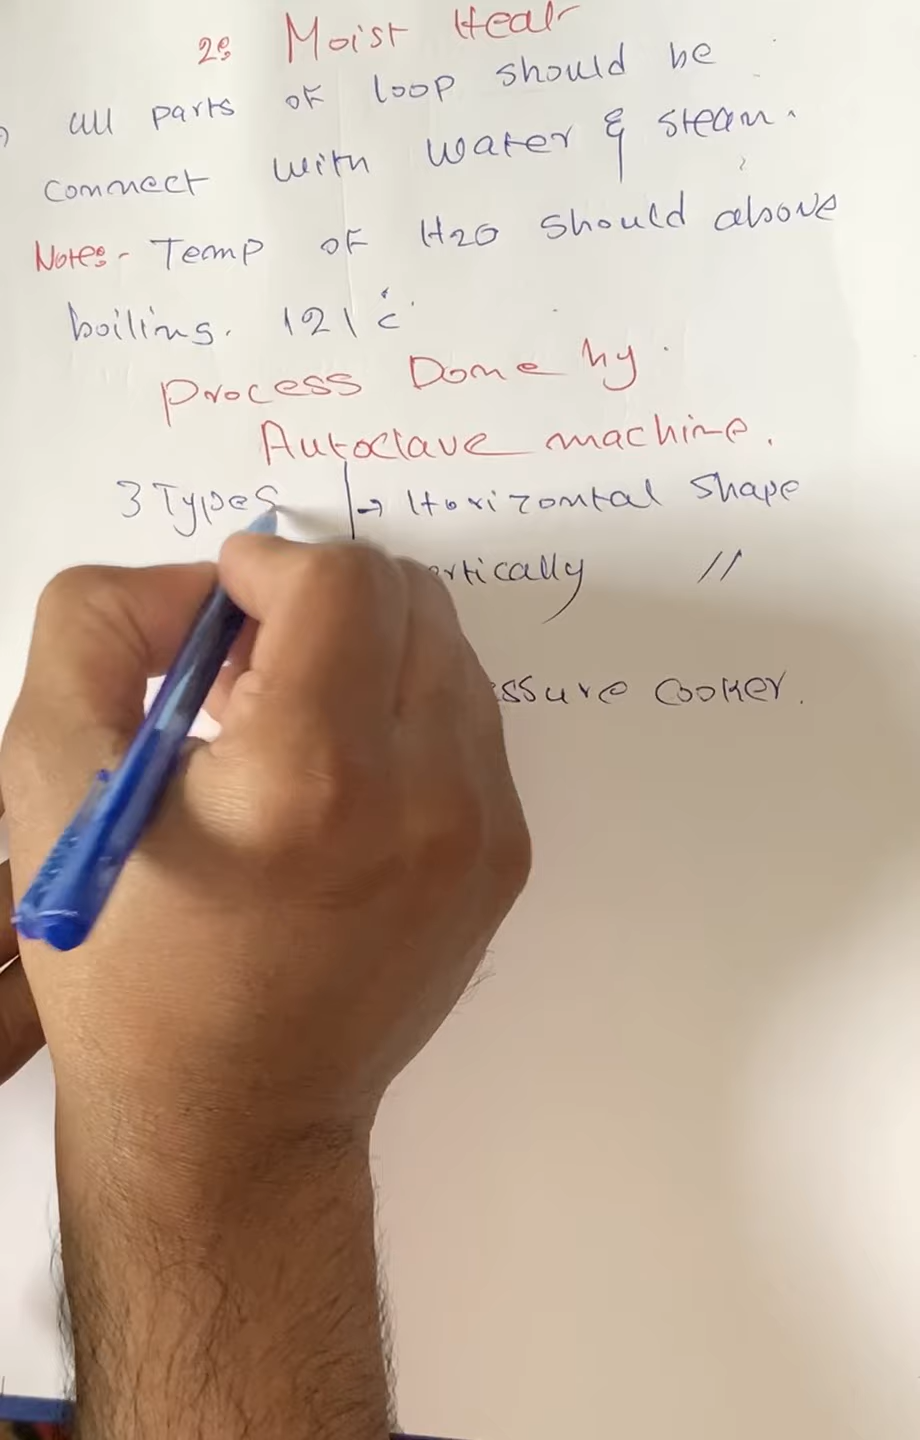 2: Moist Heat
all parts of loop should be
connect with water & steam.
Notes- Temp of H2O should above
boiling. 121 c
Process Done by
Autoclave machine.
3 Types → Horizontal Shape
rtically //
ssure Cooker.